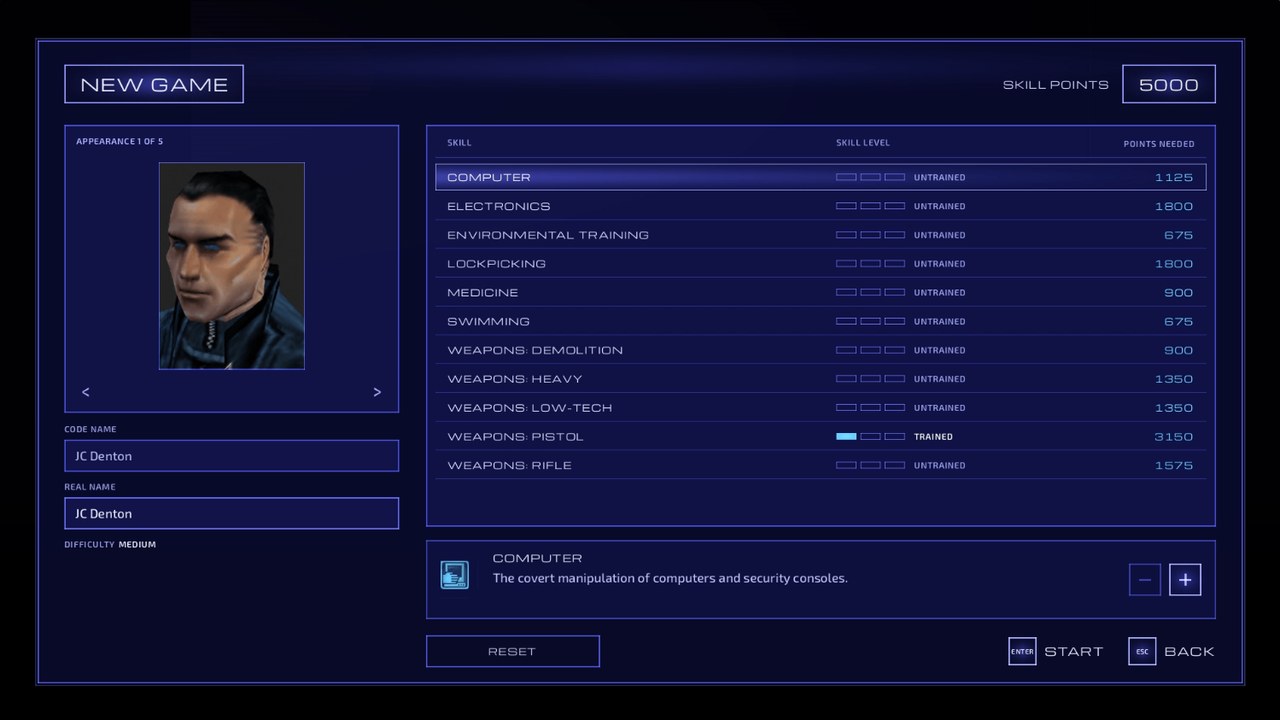 NEW GAME
SKILL POINTS 5000
APPEARANCE 1 OF 5
< >
CODE NAME
JC Denton
REAL NAME
JC Denton
DIFFICULTY MEDIUM
SKILL SKILL LEVEL POINTS NEEDED
COMPUTER UNTRAINED 1125
ELECTRONICS UNTRAINED 1800
ENVIRONMENTAL TRAINING UNTRAINED 675
LOCKPICKING UNTRAINED 1800
MEDICINE UNTRAINED 900
SWIMMING UNTRAINED 675
WEAPONS: DEMOLITION UNTRAINED 900
WEAPONS: HEAVY UNTRAINED 1350
WEAPONS: LOW-TECH UNTRAINED 1350
WEAPONS: PISTOL TRAINED 3150
WEAPONS: RIFLE UNTRAINED 1575
COMPUTER
The covert manipulation of computers and security consoles.
− +
RESET
ENTER START ESC BACK